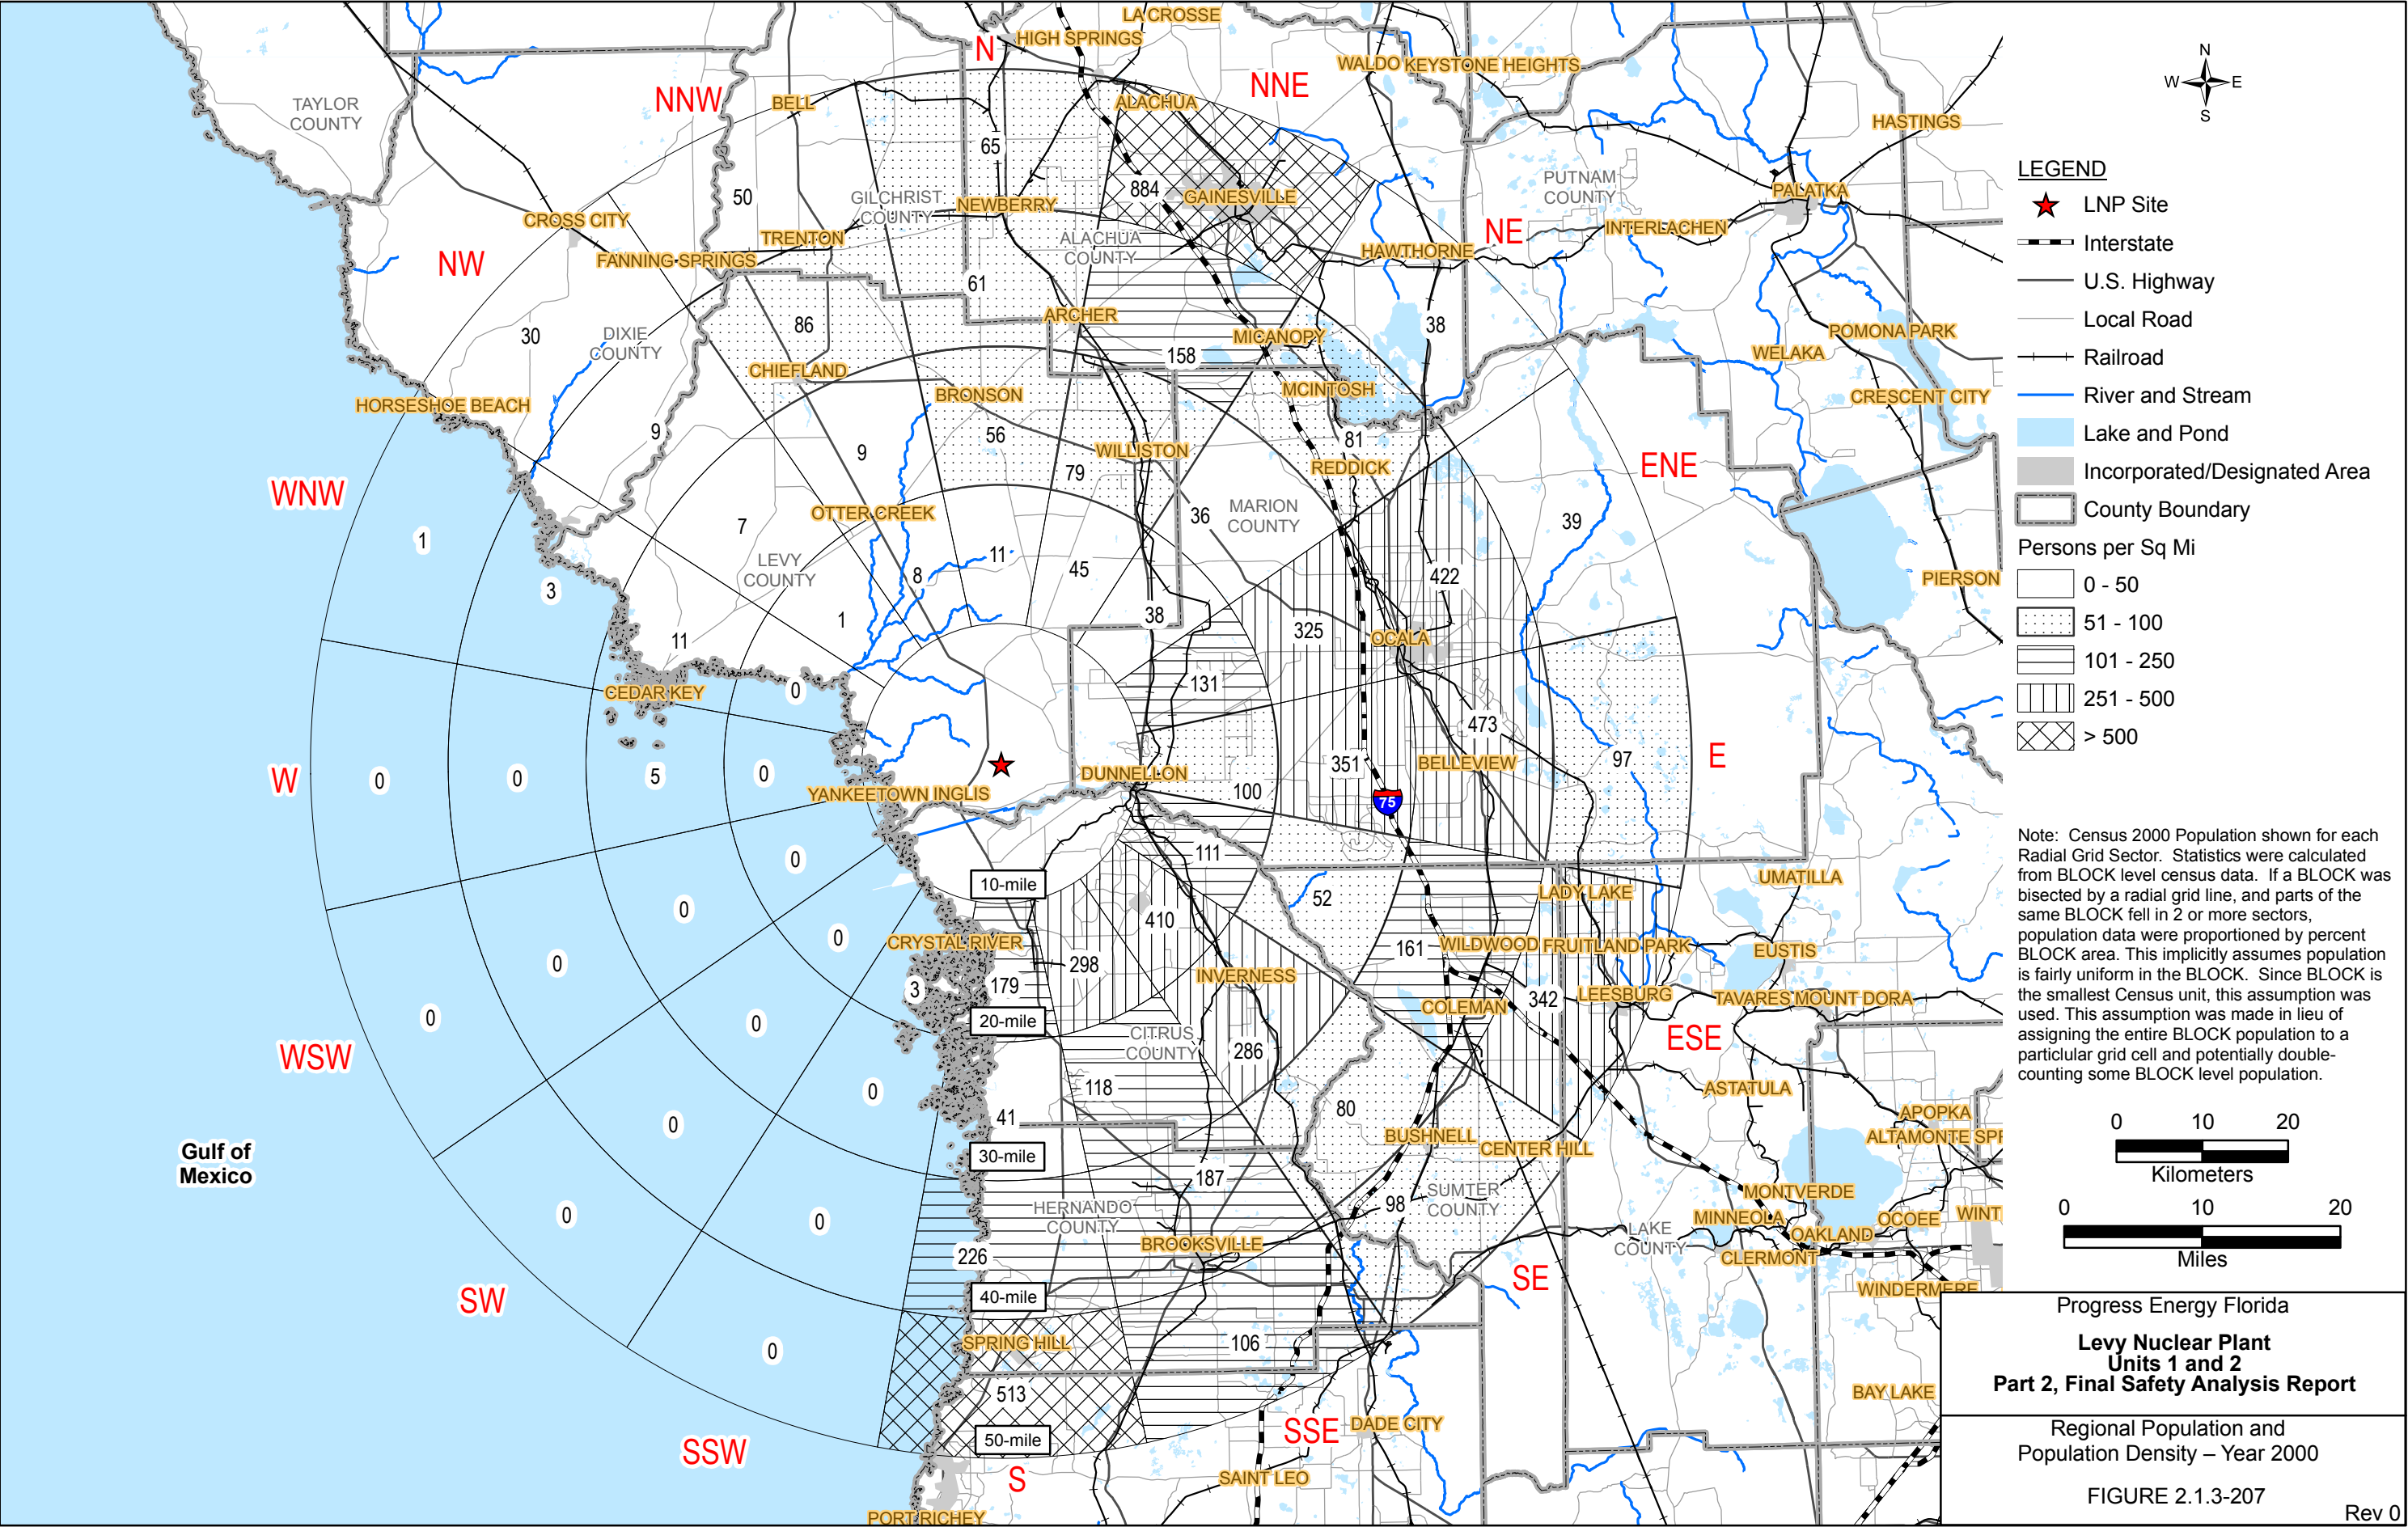 LA CROSSE
HIGH SPRINGS
N
WALDO
KEYSTONE HEIGHTS
NNE
NNW
BELL
ALACHUA
TAYLOR
COUNTY
HASTINGS
65
884
GAINESVILLE
50
GILCHRIST
COUNTY
NEWBERRY
PUTNAM
COUNTY
PALATKA
CROSS CITY
TRENTON
ALACHUA
COUNTY
NE
INTERLACHEN
HAWTHORNE
NW
FANNING SPRINGS
61
ARCHER
86
38
30
DIXIE
COUNTY
MICANOPY
158
POMONA PARK
WELAKA
CHIEFLAND
BRONSON
MCINTOSH
CRESCENT CITY
HORSESHOE BEACH
9
9
56
WILLISTON
79
81
REDDICK
ENE
WNW
OTTER CREEK
7
36
MARION
COUNTY
39
1
LEVY
COUNTY
11
8
45
422
PIERSON
3
1
38
325
OCALA
11
CEDAR KEY
0
131
473
W
0
0
5
0
DUNNELLON
351
BELLEVIEW
97
E
YANKEETOWN
INGLIS
100
75
0
111
10-mile
0
52
LADY LAKE
UMATILLA
410
0
CRYSTAL RIVER
161
WILDWOOD
FRUITLAND PARK
EUSTIS
0
298
INVERNESS
3
179
COLEMAN
342
LEESBURG
TAVARES
MOUNT DORA
0
0
20-mile
CITRUS
COUNTY
286
ESE
WSW
0
118
ASTATULA
0
41
80
BUSHNELL
CENTER HILL
APOPKA
ALTAMONTE SPR
Gulf of
Mexico
30-mile
187
SUMTER
COUNTY
MONTVERDE
0
0
HERNANDO
COUNTY
98
MINNEOLA
OCOEE
WINT
LAKE
COUNTY
OAKLAND
226
BROOKSVILLE
CLERMONT
SW
40-mile
SE
WINDERMERE
0
SPRING HILL
106
513
BAY LAKE
50-mile
SSE
DADE CITY
SSW
S
SAINT LEO
PORT RICHEY
N
W
E
S
LEGEND
LNP Site
Interstate
U.S. Highway
Local Road
Railroad
River and Stream
Lake and Pond
Incorporated/Designated Area
County Boundary
Persons per Sq Mi
0 - 50
51 - 100
101 - 250
251 - 500
> 500
Note: Census 2000 Population shown for each
Radial Grid Sector. Statistics were calculated
from BLOCK level census data. If a BLOCK was
bisected by a radial grid line, and parts of the
same BLOCK fell in 2 or more sectors,
population data were proportioned by percent
BLOCK area. This implicitly assumes population
is fairly uniform in the BLOCK. Since BLOCK is
the smallest Census unit, this assumption was
used. This assumption was made in lieu of
assigning the entire BLOCK population to a
particlular grid cell and potentially double-
counting some BLOCK level population.
0 10 20
Kilometers
0 10 20
Miles
Progress Energy Florida
Levy Nuclear Plant
Units 1 and 2
Part 2, Final Safety Analysis Report
Regional Population and
Population Density – Year 2000
FIGURE 2.1.3-207
Rev 0